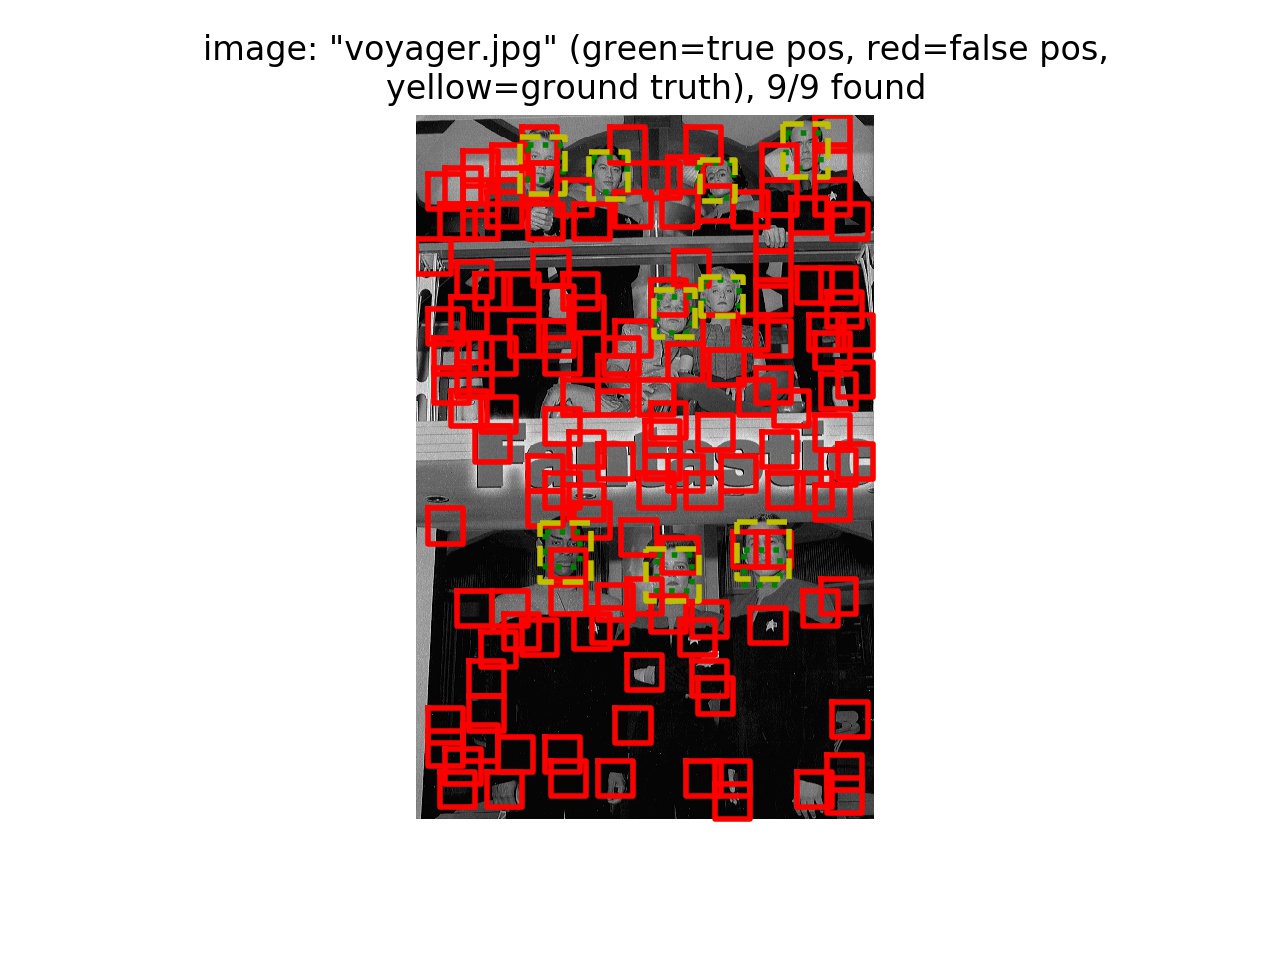 image: "voyager.jpg" (green=true pos, red=false pos,
yellow=ground truth), 9/9 found